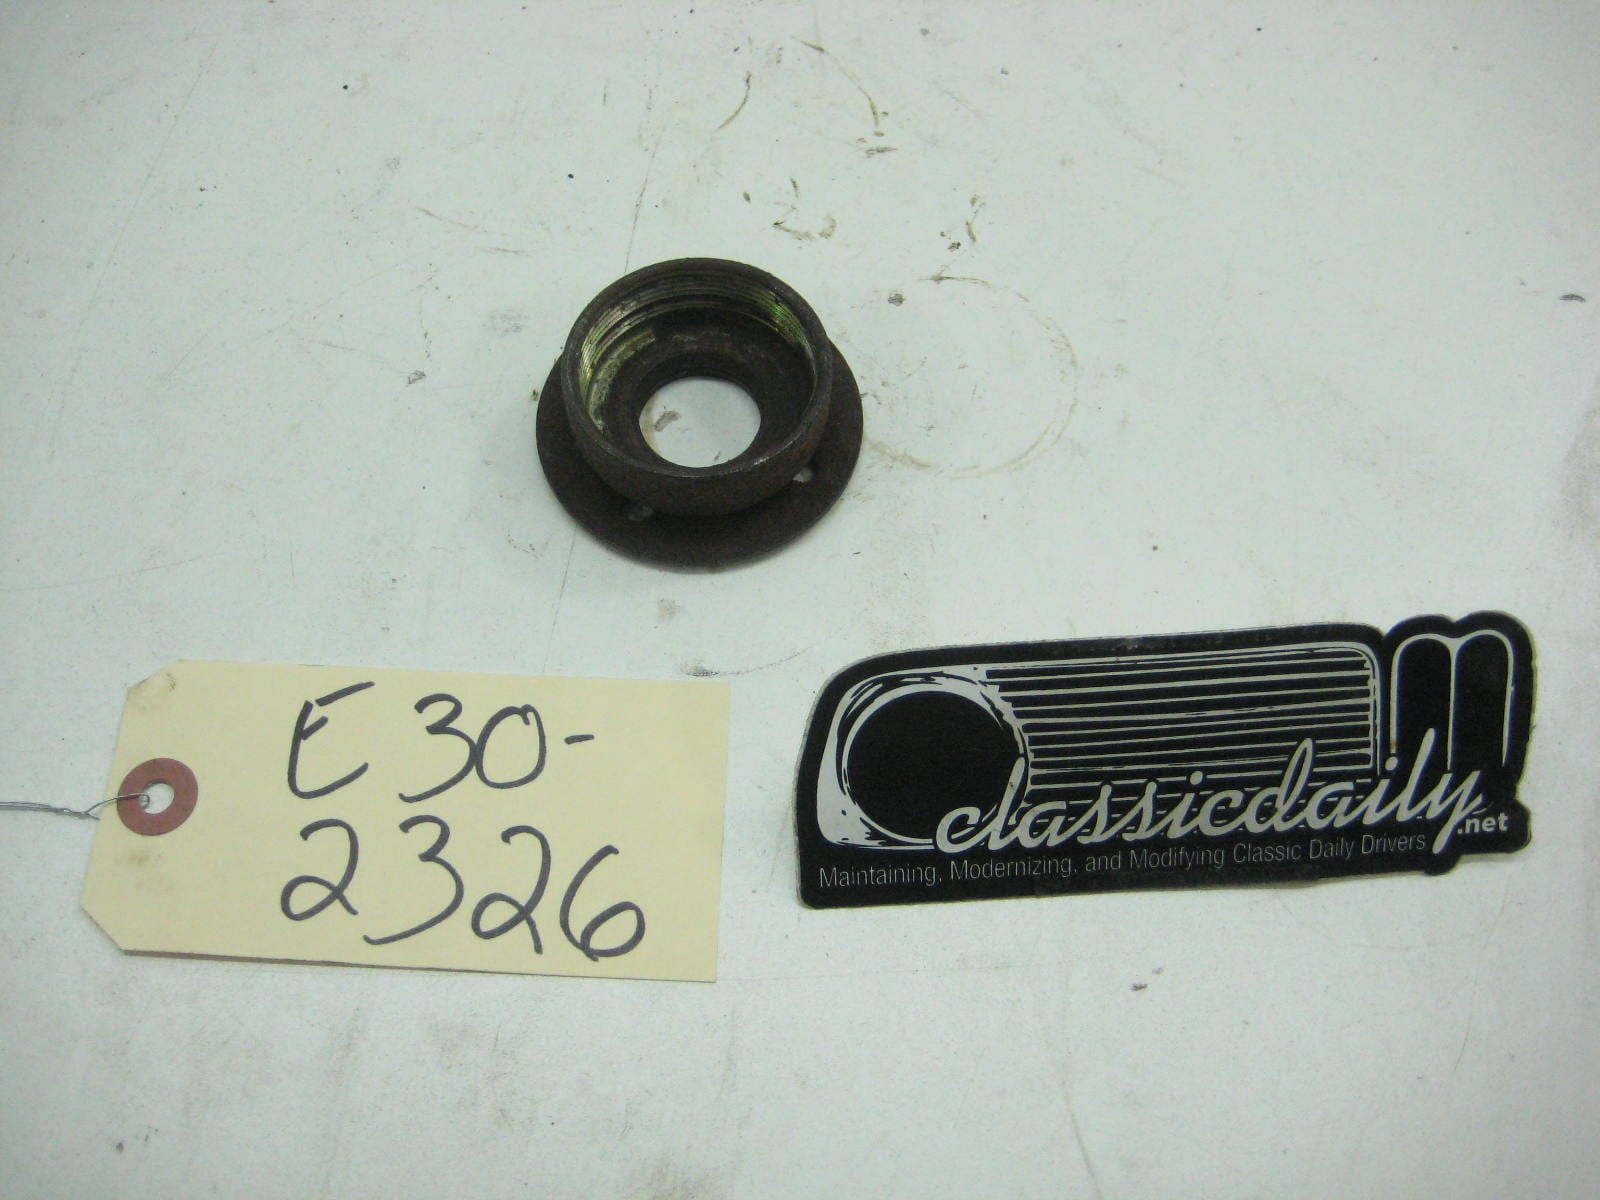 E30-
2326
classicdaily
.net
Maintaining, Modernizing, and Modifying Classic Daily Drivers